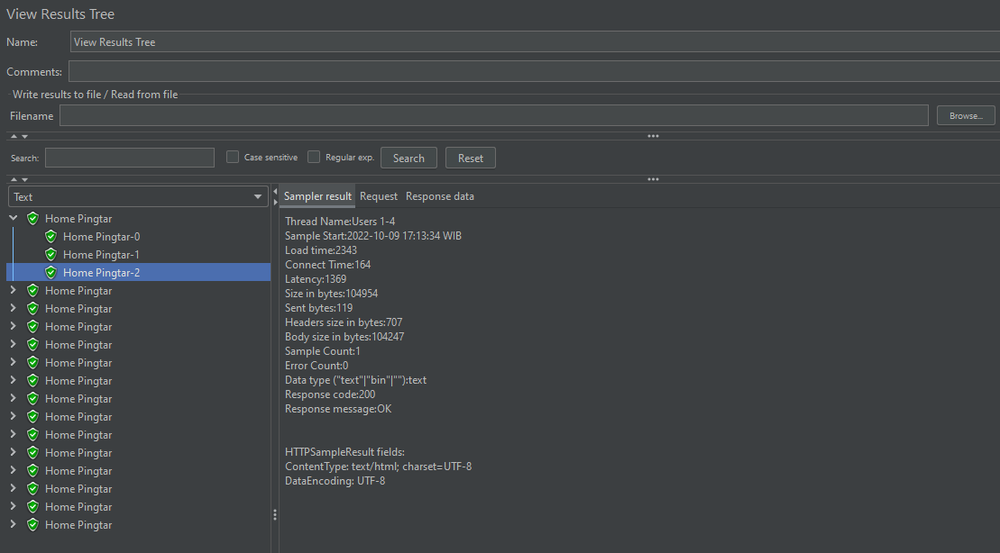 View Results Tree
Name: View Results Tree
Comments:
Write results to file / Read from file
Filename Browse...
Search: Case sensitive Regular exp. Search Reset
Text
Sampler result Request Response data
Home Pingtar
Home Pingtar-0
Home Pingtar-1
Home Pingtar-2
Home Pingtar
Home Pingtar
Home Pingtar
Home Pingtar
Home Pingtar
Home Pingtar
Home Pingtar
Home Pingtar
Home Pingtar
Home Pingtar
Home Pingtar
Home Pingtar
Home Pingtar
Home Pingtar
Thread Name:Users 1-4
Sample Start:2022-10-09 17:13:34 WIB
Load time:2343
Connect Time:164
Latency:1369
Size in bytes:104954
Sent bytes:119
Headers size in bytes:707
Body size in bytes:104247
Sample Count:1
Error Count:0
Data type ("text"|"bin"|""):text
Response code:200
Response message:OK
HTTPSampleResult fields:
ContentType: text/html; charset=UTF-8
DataEncoding: UTF-8